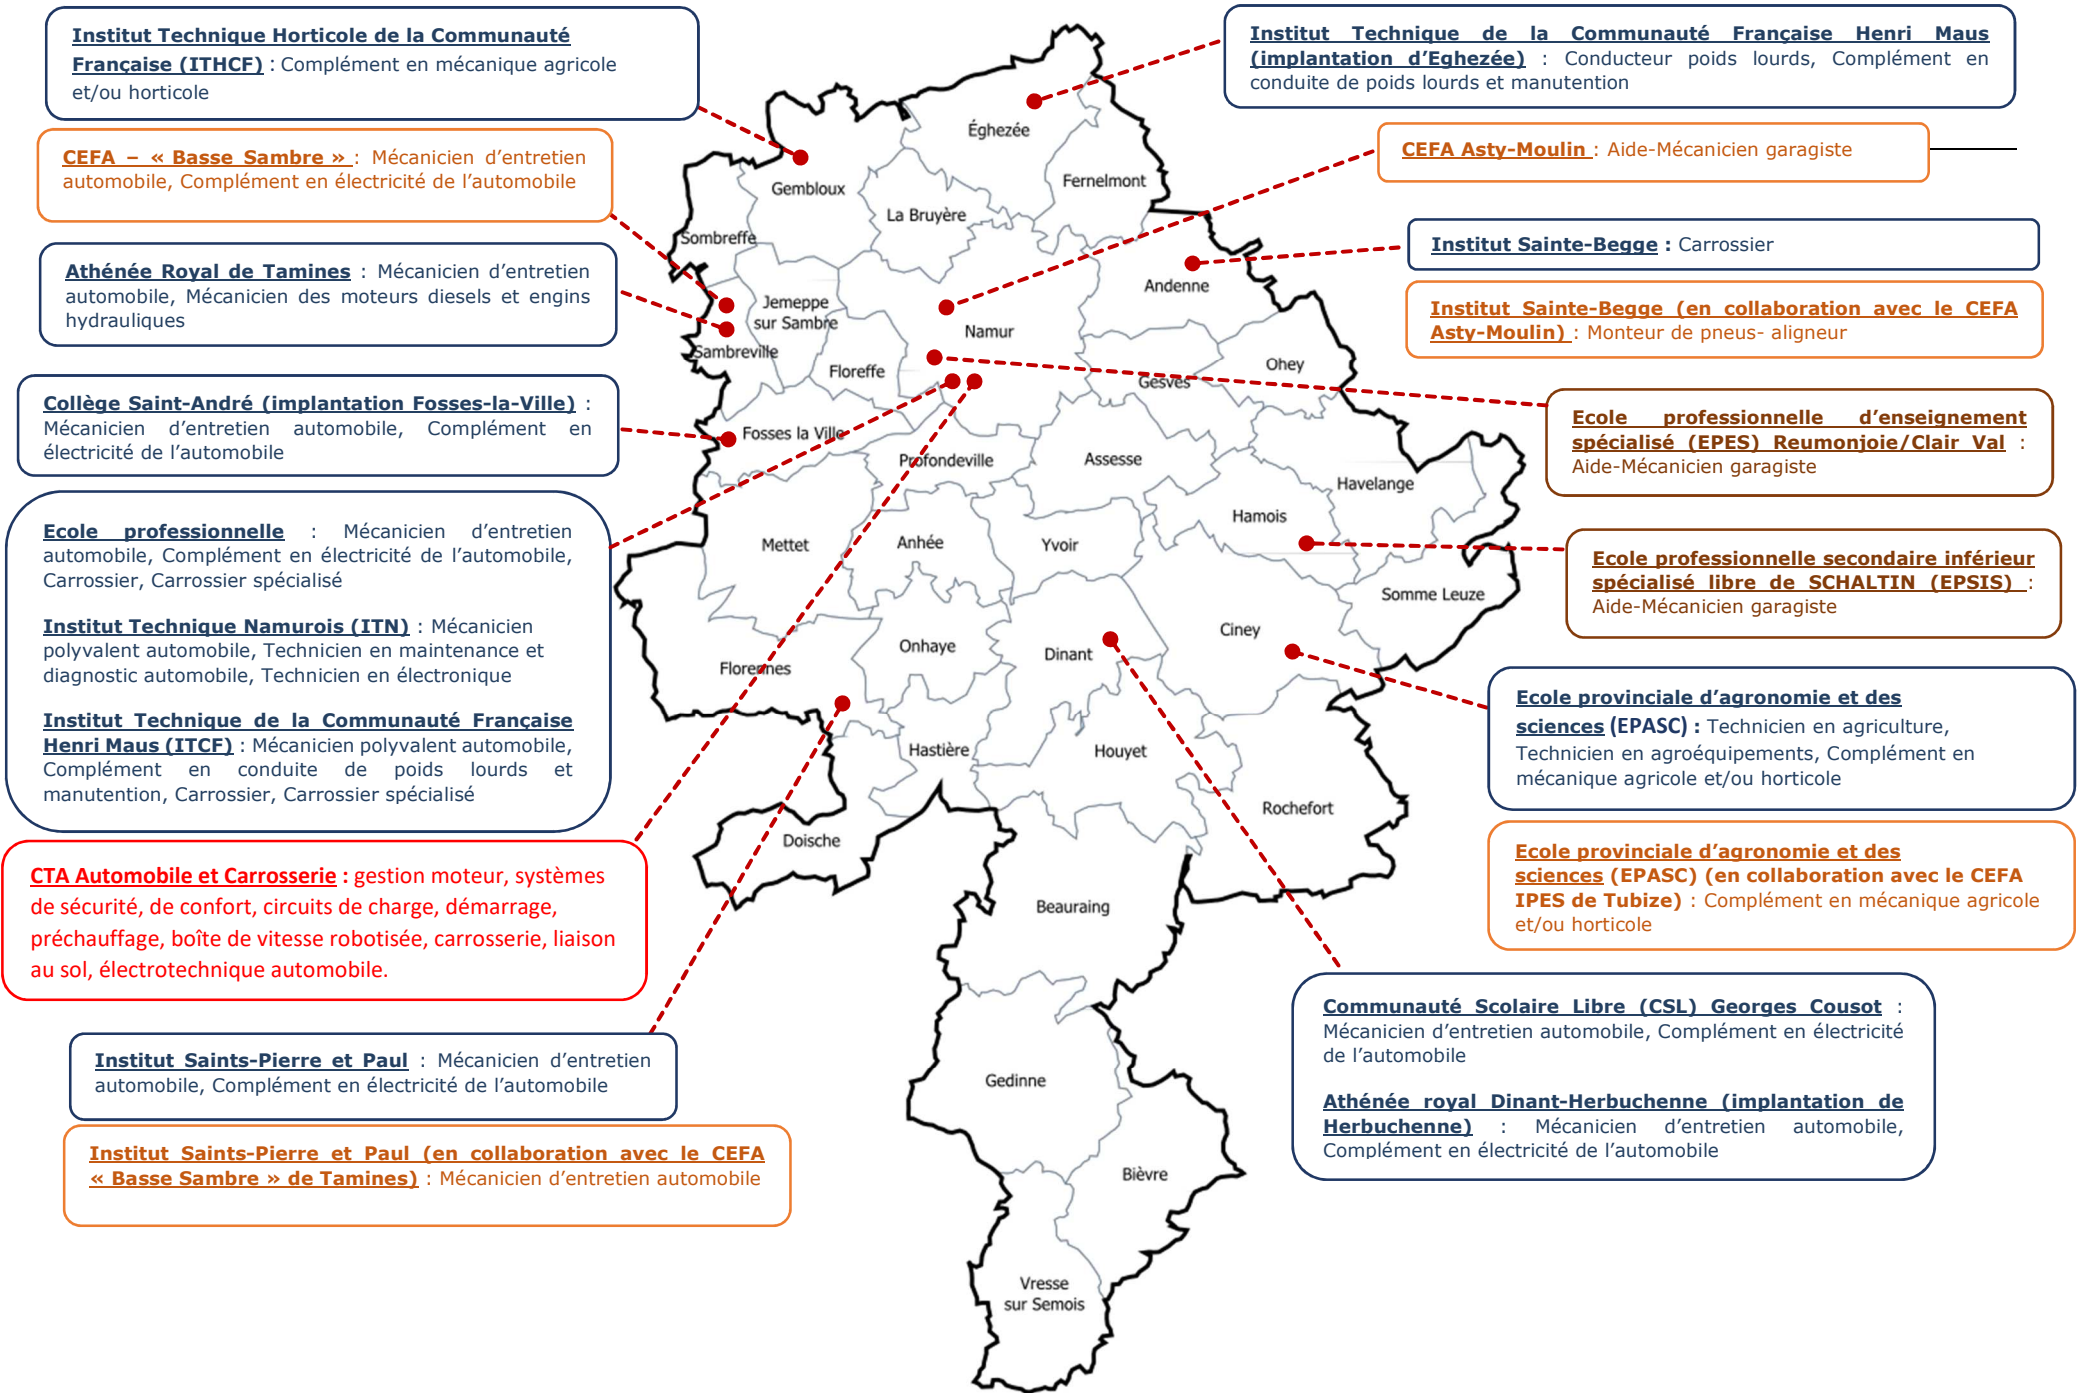 Institut Technique Horticole de la Communauté
Française (ITHCF) : Complément en mécanique agricole
et/ou horticole
CEFA – « Basse Sambre » : Mécanicien d'entretien
automobile, Complément en électricité de l'automobile
Athénée Royal de Tamines : Mécanicien d'entretien
automobile, Mécanicien des moteurs diesels et engins
hydrauliques
Collège Saint-André (implantation Fosses-la-Ville) :
Mécanicien d'entretien automobile, Complément en
électricité de l'automobile
Ecole professionnelle : Mécanicien d'entretien
automobile, Complément en électricité de l'automobile,
Carrossier, Carrossier spécialisé
Institut Technique Namurois (ITN) : Mécanicien
polyvalent automobile, Technicien en maintenance et
diagnostic automobile, Technicien en électronique
Institut Technique de la Communauté Française
Henri Maus (ITCF) : Mécanicien polyvalent automobile,
Complément en conduite de poids lourds et
manutention, Carrossier, Carrossier spécialisé
CTA Automobile et Carrosserie : gestion moteur, systèmes
de sécurité, de confort, circuits de charge, démarrage,
préchauffage, boîte de vitesse robotisée, carrosserie, liaison
au sol, électrotechnique automobile.
Institut Saints-Pierre et Paul : Mécanicien d'entretien
automobile, Complément en électricité de l'automobile
Institut Saints-Pierre et Paul (en collaboration avec le CEFA
« Basse Sambre » de Tamines) : Mécanicien d'entretien automobile
Éghezée
Gembloux
Fernelmont
La Bruyère
Sombreffe
Andenne
Jemeppe
sur Sambre
Namur
Sambreville
Floreffe
Ohey
Gesves
Fosses la Ville
Profondeville
Assesse
Havelange
Hamois
Mettet
Anhée
Yvoir
Somme Leuze
Ciney
Onhaye
Dinant
Florennes
Hastière
Houyet
Rochefort
Doische
Beauraing
Gedinne
Bièvre
Vresse
sur Semois
Institut Technique de la Communauté Française Henri Maus
(implantation d'Eghezée) : Conducteur poids lourds, Complément en
conduite de poids lourds et manutention
CEFA Asty-Moulin : Aide-Mécanicien garagiste
Institut Sainte-Begge : Carrossier
Institut Sainte-Begge (en collaboration avec le CEFA
Asty-Moulin) : Monteur de pneus- aligneur
Ecole professionnelle d'enseignement
spécialisé (EPES) Reumonjoie/Clair Val :
Aide-Mécanicien garagiste
Ecole professionnelle secondaire inférieur
spécialisé libre de SCHALTIN (EPSIS) :
Aide-Mécanicien garagiste
Ecole provinciale d'agronomie et des
sciences (EPASC) : Technicien en agriculture,
Technicien en agroéquipements, Complément en
mécanique agricole et/ou horticole
Ecole provinciale d'agronomie et des
sciences (EPASC) (en collaboration avec le CEFA
IPES de Tubize) : Complément en mécanique agricole
et/ou horticole
Communauté Scolaire Libre (CSL) Georges Cousot :
Mécanicien d'entretien automobile, Complément en électricité
de l'automobile
Athénée royal Dinant-Herbuchenne (implantation de
Herbuchenne) : Mécanicien d'entretien automobile,
Complément en électricité de l'automobile